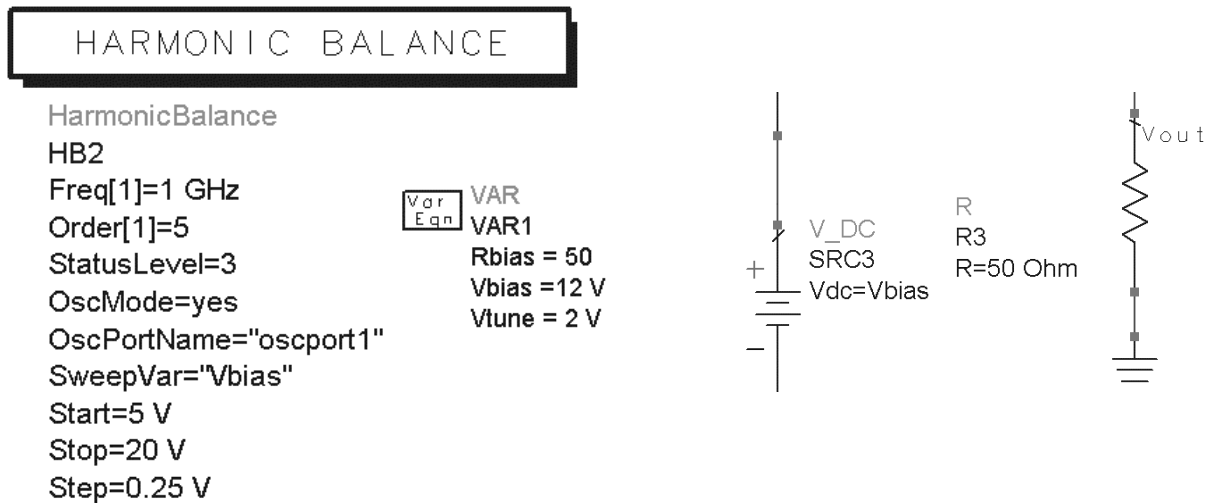 HARMONIC BALANCE
HarmonicBalance
HB2
Freq[1]=1 GHz
Order[1]=5
StatusLevel=3
OscMode=yes
OscPortName="oscport1"
SweepVar="Vbias"
Start=5 V
Stop=20 V
Step=0.25 V
Var
Eqn
VAR
VAR1
Rbias = 50
Vbias =12 V
Vtune = 2 V
+
V_DC
SRC3
Vdc=Vbias
−
Vout
R
R3
R=50 Ohm